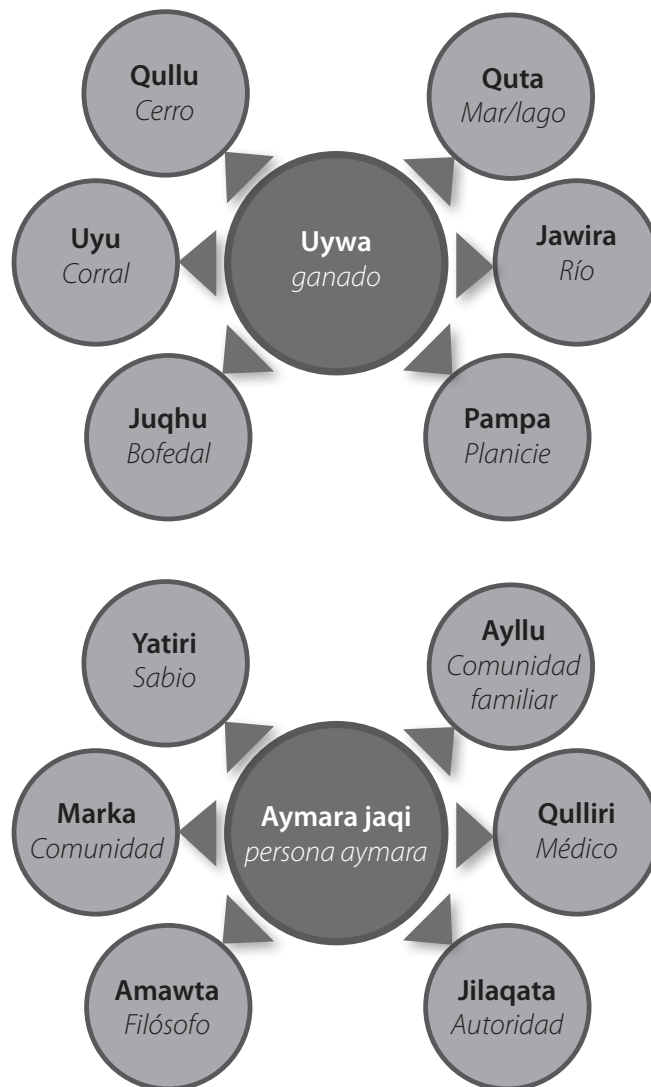 Qullu
Cerro
Quta
Mar/lago
Uywa
ganado
Uyu
Corral
Jawira
Río
Juqhu
Bofedal
Pampa
Planicie
Yatiri
Sabio
Ayllu
Comunidad
familiar
Aymara jaqi
persona aymara
Marka
Comunidad
Qulliri
Médico
Amawta
Filósofo
Jilaqata
Autoridad